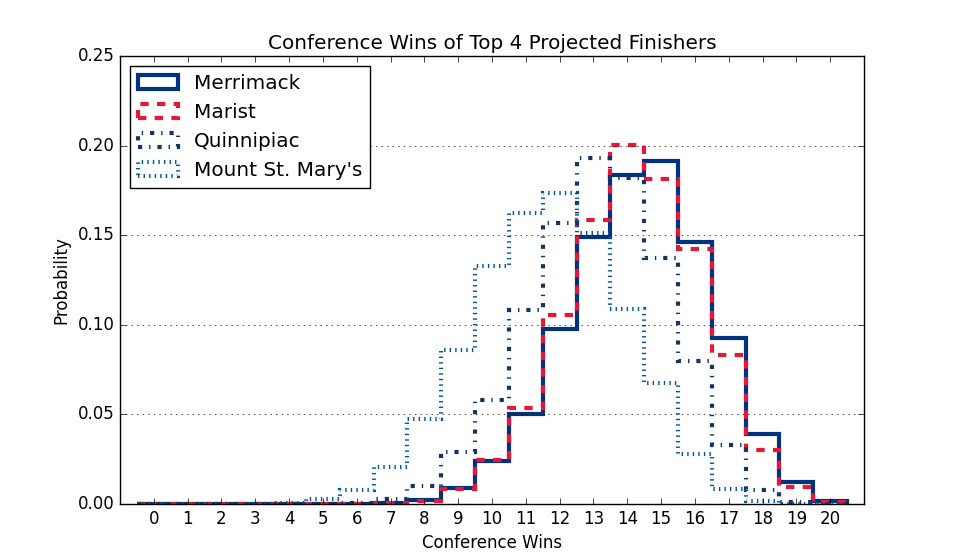 Conference Wins of Top 4 Projected Finishers
0.25
0.20
0.15
0.10
0.05
0.00
Probability
Merrimack
Marist
Quinnipiac
Mount St. Mary's
0 1 2 3 4 5 6 7 8 9 10 11 12 13 14 15 16 17 18 19 20
Conference Wins